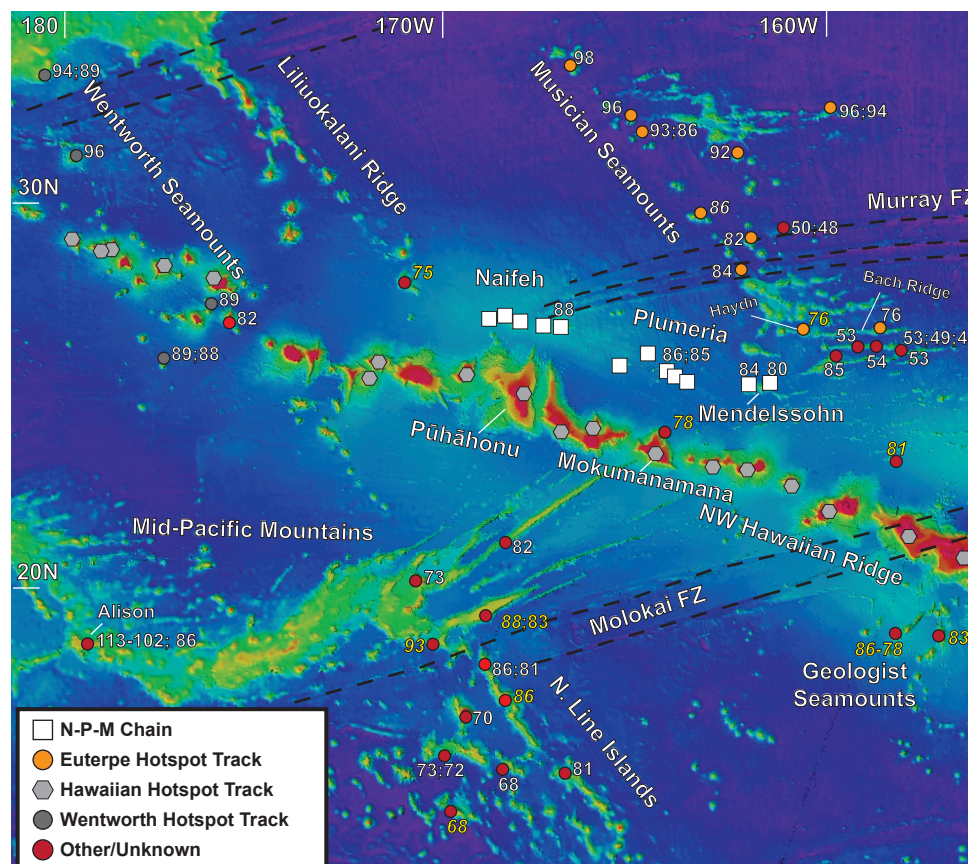 180
170W
160W
98
94;89
Liliuokalani Ridge
Wentworth Seamounts
Musician Seamounts
96
93;86
96;94
92
96
30N
Murray FZ
86
50;48
82
84
75
Naifeh
Bach Ridge
Haydn
89
88
82
Plumeria
76
76
53
53;49;4
89;88
86;85
85
54
53
84
80
Mendelssohn
Pūhāhonu
78
81
Mokumanamana
NW Hawaiian Ridge
Mid-Pacific Mountains
82
20N
73
Molokai FZ
Alison
113-102; 86
88;83
93
86-78
83
86;81
Geologist
Seamounts
86
N. Line Islands
70
73;72
68
81
68
N-P-M Chain
Euterpe Hotspot Track
Hawaiian Hotspot Track
Wentworth Hotspot Track
Other/Unknown